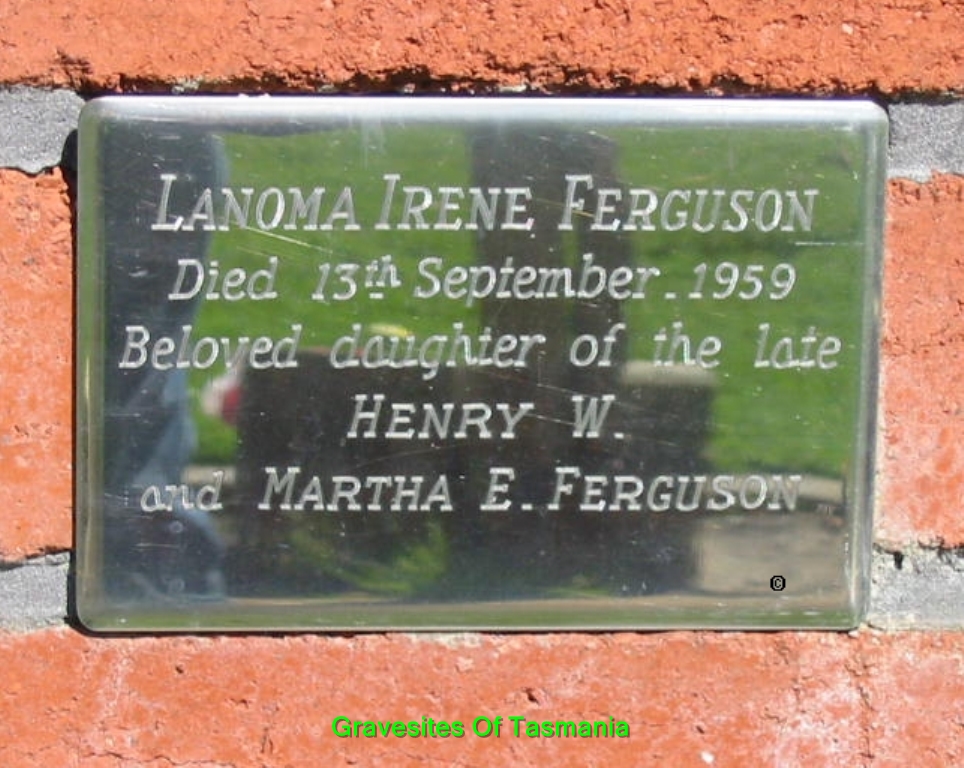 LANOMA IRENE FERGUSON
Died 13th September. 1959
Beloved daughter of the late
HENRY W.
and MARTHA E. FERGUSON
©
Gravesites Of Tasmania